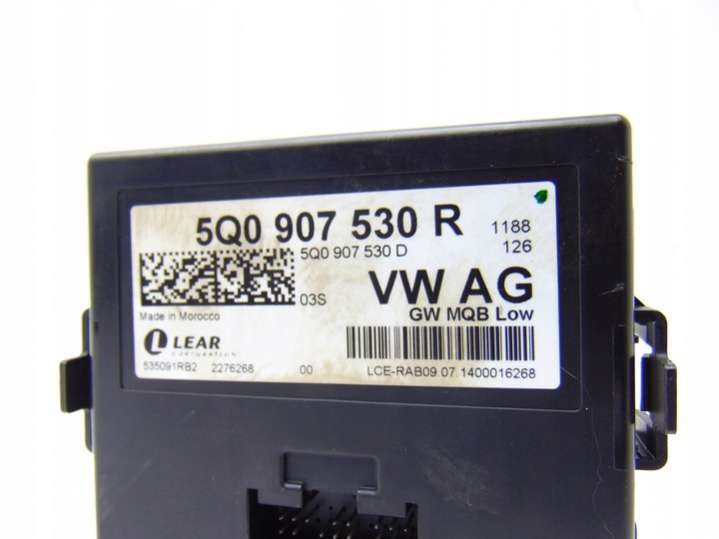 5Q0 907 530 R 1188
5Q0 907 530 D 126
03S VW AG
GW MQB Low
Made in Morocco
LEAR
CORPORATION
535091RB2 2276268 00 LCE-RAB09 07.1400016268